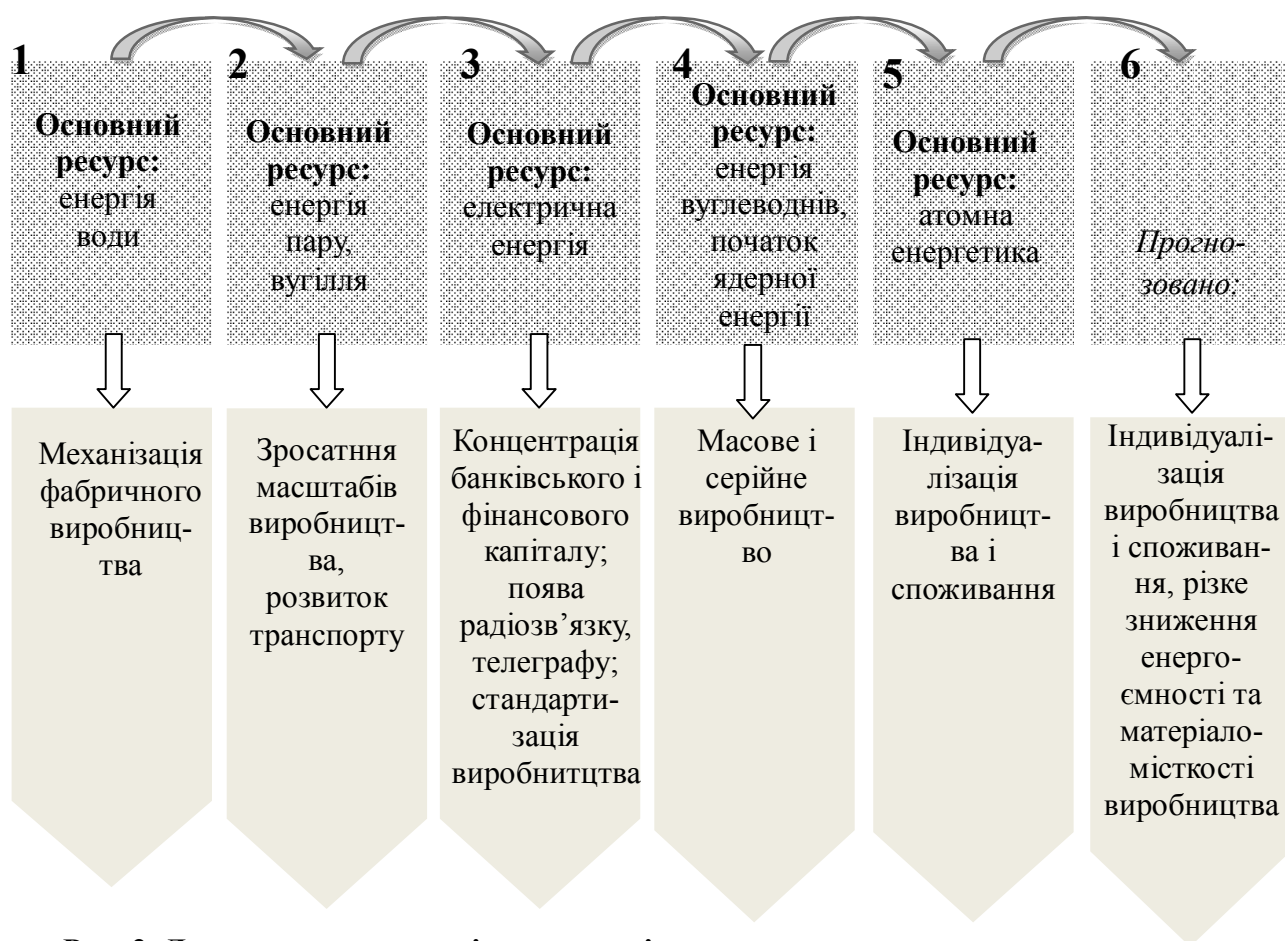 1
Основний
ресурс:
енергія
води
2
Основний
ресурс:
енергія
пару,
вугілля
3
Основний
ресурс:
електрична
енергія
4
Основний
ресурс:
енергія
вуглеводнів,
початок
ядерної
енергії
5
Основний
ресурс:
атомна
енергетика
6
Прогно-
зовано:
Механізація
фабричного
виробниц-
тва
Зросатння
масштабів
виробницт-
ва,
розвиток
транспорту
Концентрація
банківського і
фінансового
капіталу;
поява
радіозв’язку,
телеграфу;
стандарти-
зація
виробнитцтва
Масове і
серійне
виробницт-
во
Індивідуа-
лізація
виробницт-
ва і
споживання
Індивідуалі-
зація
виробництва
і споживан-
ня, різке
зниження
енерго-
ємності та
матеріало-
місткості
виробництва